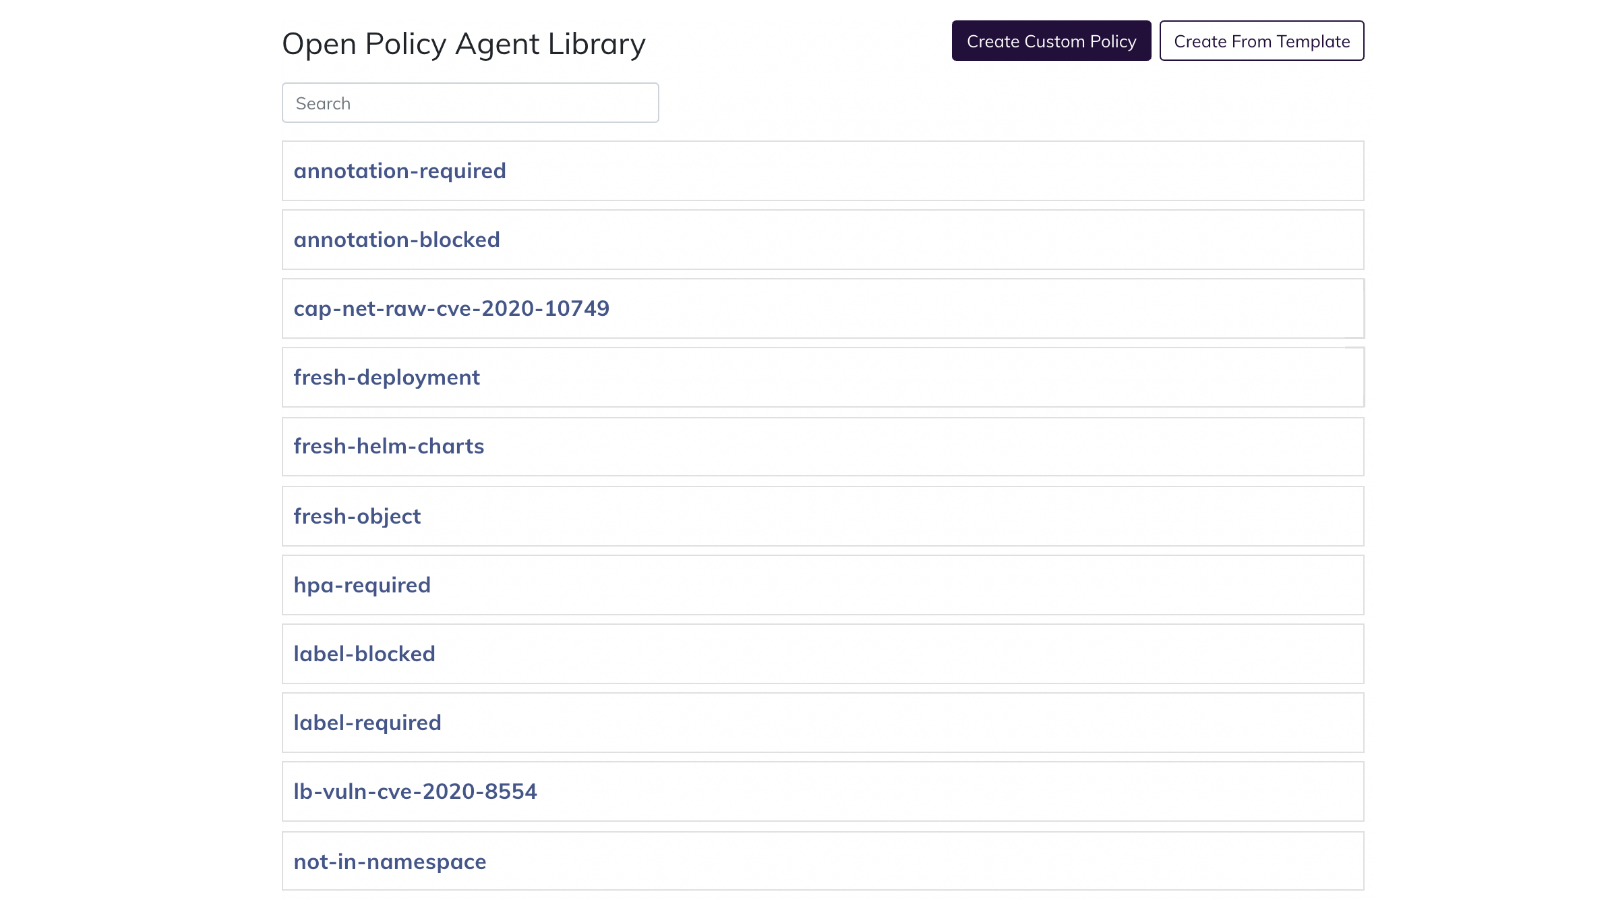 Open Policy Agent Library
Create Custom Policy
Create From Template
Search
annotation-required
annotation-blocked
cap-net-raw-cve-2020-10749
fresh-deployment
fresh-helm-charts
fresh-object
hpa-required
label-blocked
label-required
lb-vuln-cve-2020-8554
not-in-namespace